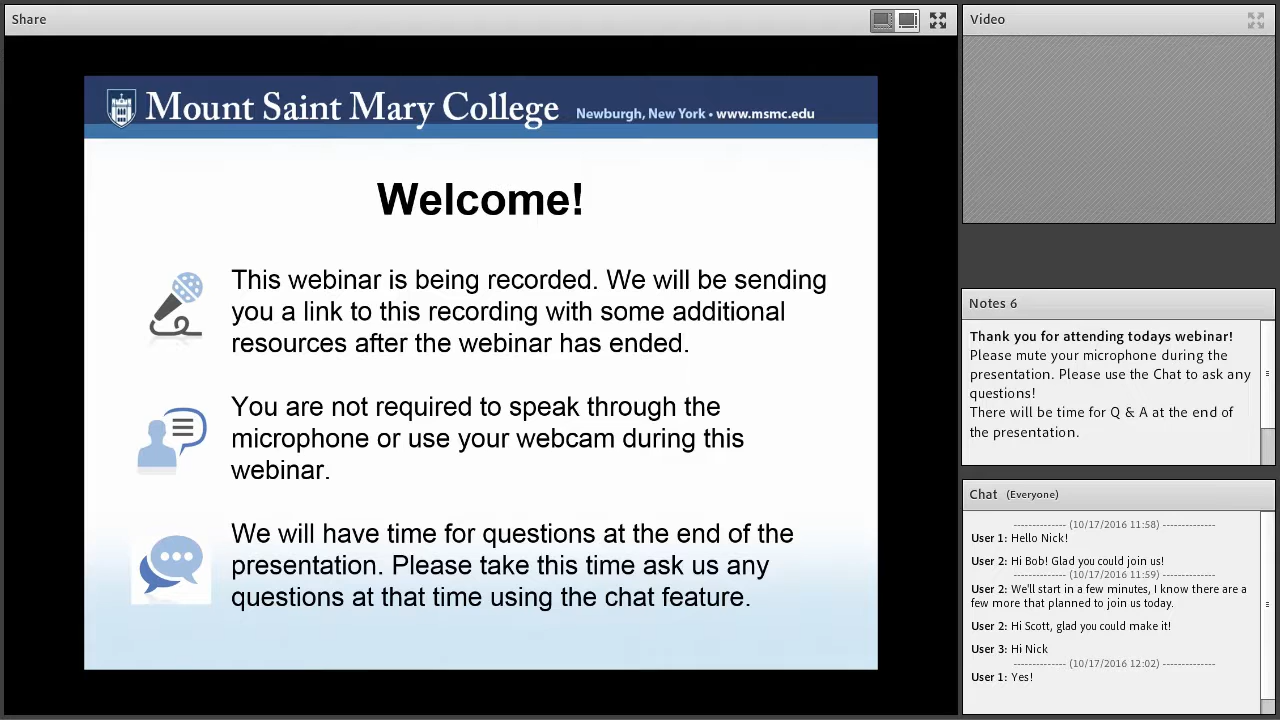 Share
Mount Saint Mary College Newburgh, New York • www.msmc.edu
Welcome!
This webinar is being recorded. We will be sending
you a link to this recording with some additional
resources after the webinar has ended.
You are not required to speak through the
microphone or use your webcam during this
webinar.
We will have time for questions at the end of the
presentation. Please take this time ask us any
questions at that time using the chat feature.
Video
Notes 6
Thank you for attending todays webinar!
Please mute your microphone during the
presentation. Please use the Chat to ask any
questions!
There will be time for Q & A at the end of
the presentation.
Chat (Everyone)
-------------- (10/17/2016 11:58) --------------
User 1: Hello Nick!
User 2: Hi Bob! Glad you could join us!
-------------- (10/17/2016 11:59) --------------
User 2: We'll start in a few minutes, I know there are a
few more that planned to join us today.
User 2: Hi Scott, glad you could make it!
User 3: Hi Nick
-------------- (10/17/2016 12:02) --------------
User 1: Yes!